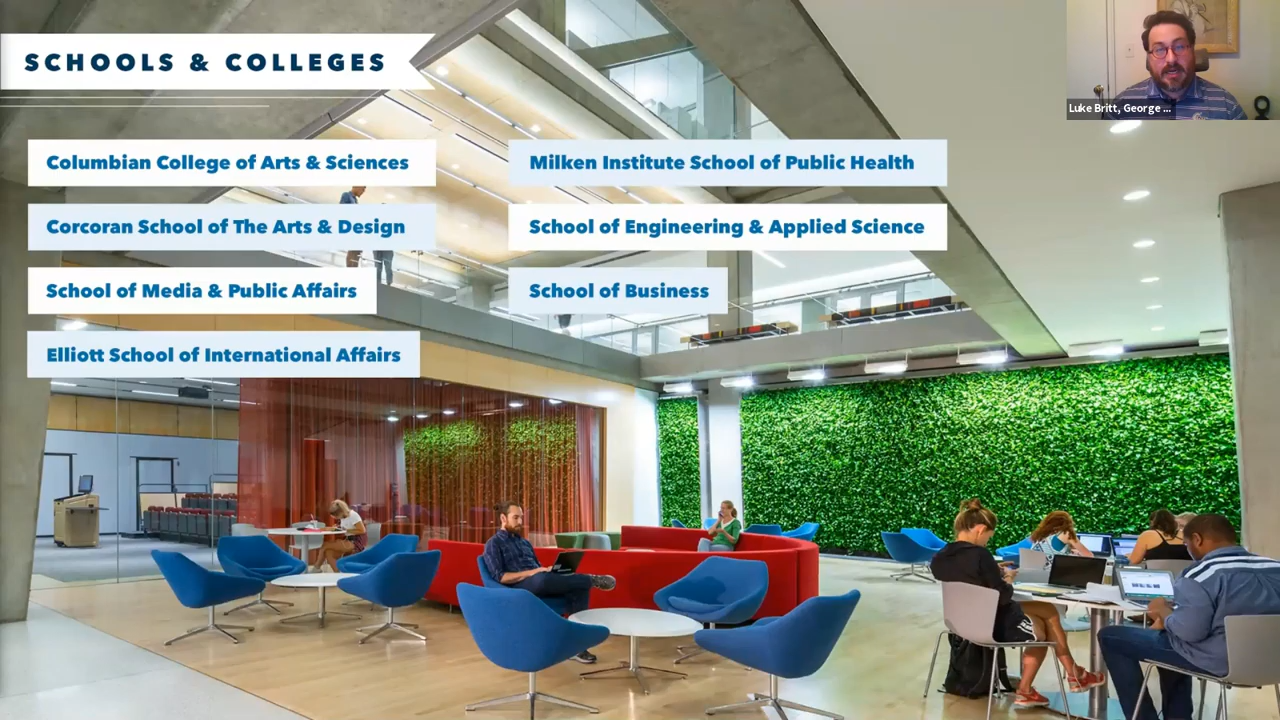 SCHOOLS & COLLEGES
Luke Britt, George ...
Columbian College of Arts & Sciences
Corcoran School of The Arts & Design
School of Media & Public Affairs
Elliott School of International Affairs
Milken Institute School of Public Health
School of Engineering & Applied Science
School of Business